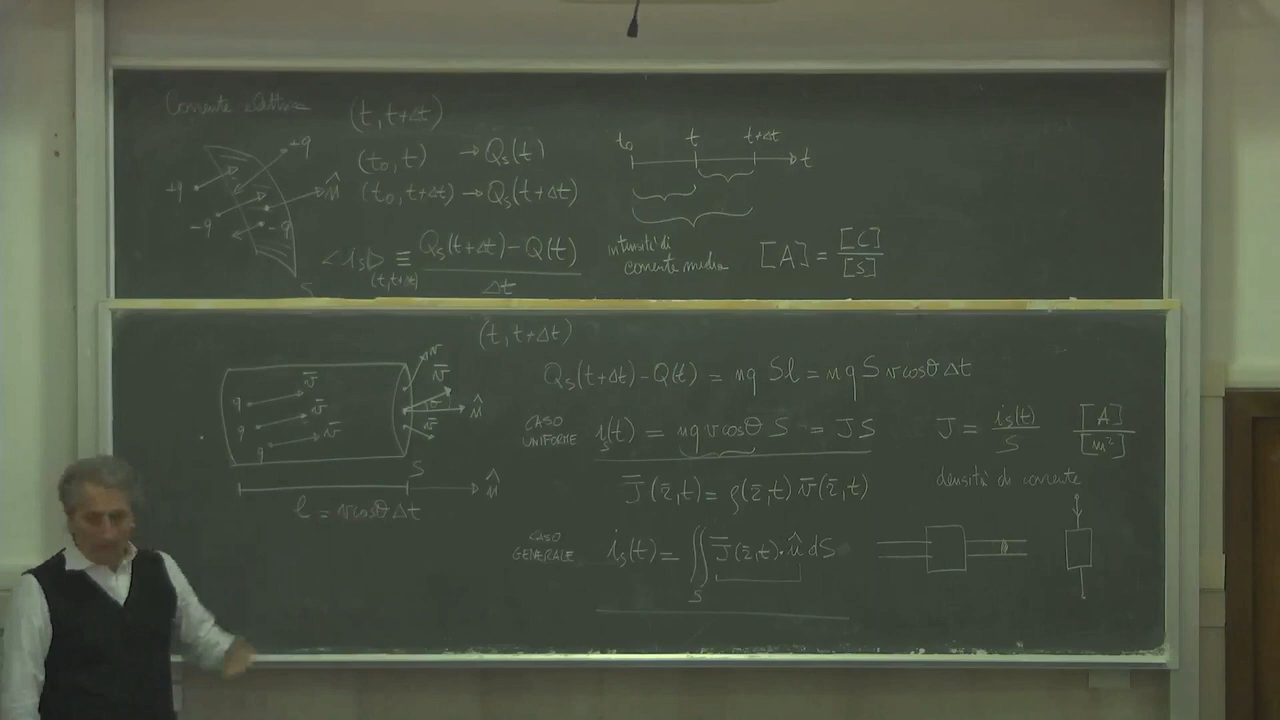 Corrente elettrica
(t, t+Δt)
+q
(t₀, t) → Qₛ(t)
t₀ t t+Δt
t
+q
n̂
(t₀, t+Δt) → Qₛ(t+Δt)
-q
-q
S
<iₛ>(t, t+Δt) ≡ Qₛ(t+Δt) - Q(t) / Δt
intensità di
corrente media
[A] = [C] / [s]
(t, t+Δt)
q v̄
q v̄
q v̄
v̄
v̄
θ
v̄
n̂
S
n̂
l = v cosθ Δt
Qₛ(t+Δt) - Q(t) = nq Sl = nq S v cosθ Δt
CASO
UNIFORME
iₛ(t) = nq v cosθ S = JS
J = iₛ(t) / S
[A] / [m²]
J̄(r̄,t) = ρ(r̄,t) v̄(r̄,t)
densità di corrente
CASO
GENERALE
iₛ(t) = ∬ₛ J̄(r̄,t)·n̂ dS